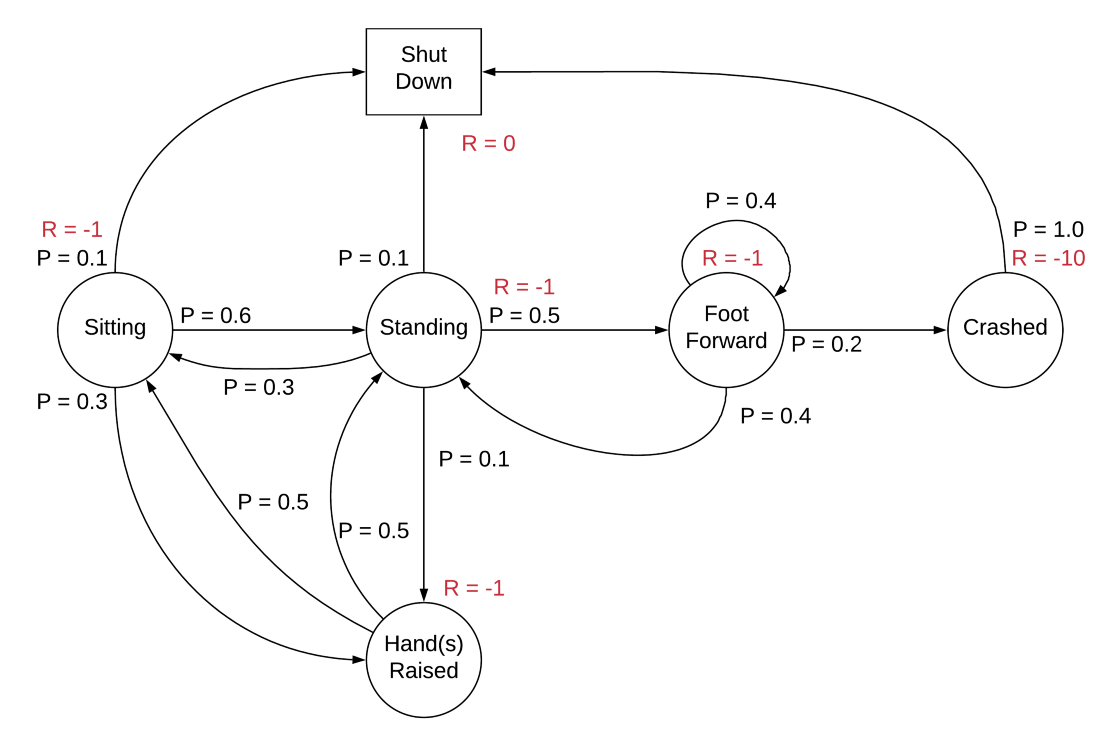 Shut
Down
R = 0
P = 0.4
R = -1
P = 0.1
P = 0.1
R = -1
P = 1.0
R = -10
R = -1
P = 0.5
Sitting
P = 0.6
Standing
Foot
Forward
P = 0.2
Crashed
P = 0.3
P = 0.3
P = 0.4
P = 0.1
P = 0.5
P = 0.5
R = -1
Hand(s)
Raised